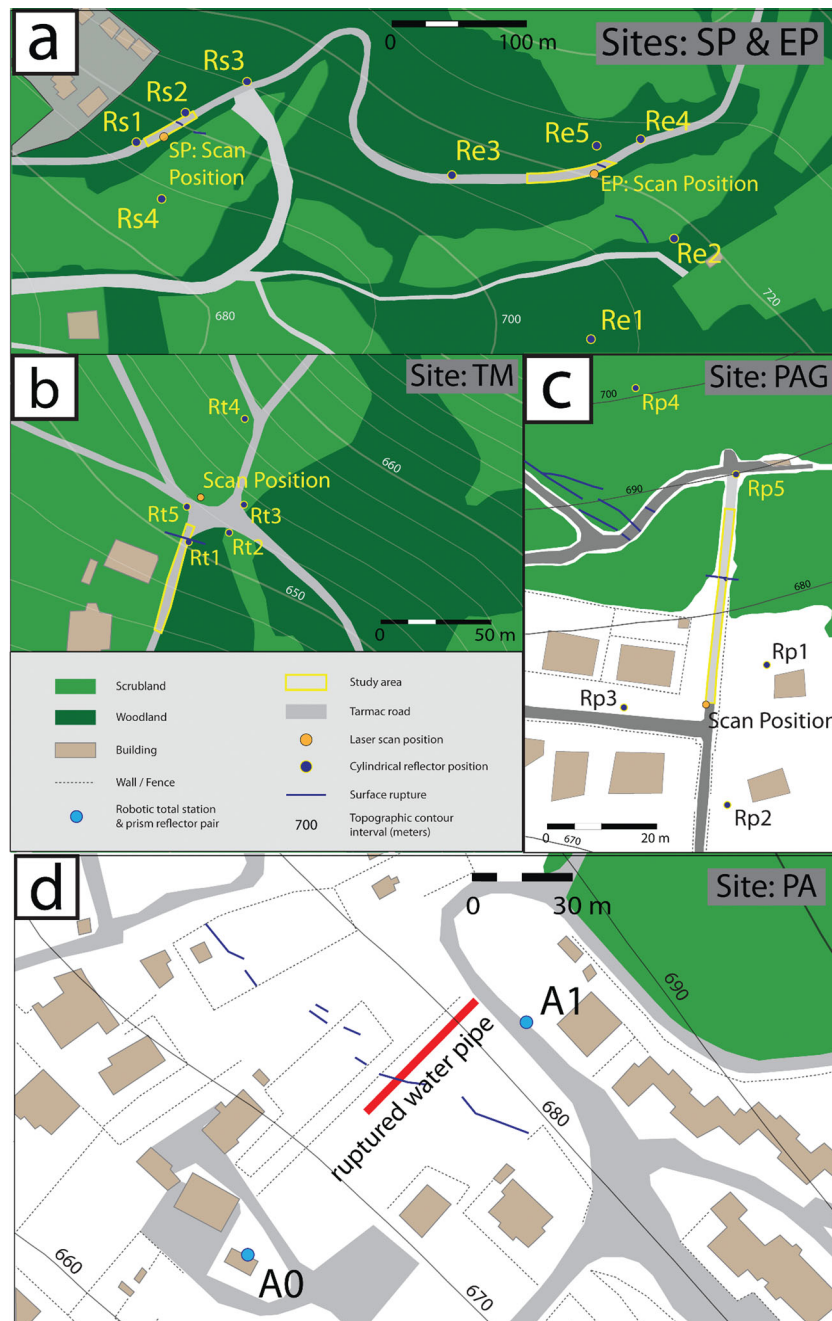 a
0 100 m
Sites: SP & EP
Rs3
Rs2
Rs1
SP: Scan
Position
Rs4
Re3
Re5
Re4
EP: Scan Position
Re2
Re1
680
700
720
b
Site: TM
Rt4
Scan Position
660
Rt5
Rt3
Rt2
Rt1
650
0 50 m
c
Site: PAG
700
Rp4
690
Rp5
680
Rp1
Rp3
Scan Position
Rp2
0 670 20 m
Scrubland
Woodland
Building
Wall / Fence
Robotic total station
& prism reflector pair
Study area
Tarmac road
Laser scan position
Cylindrical reflector position
Surface rupture
700
Topographic contour
interval (meters)
d
0 30 m
Site: PA
690
A1
ruptured water pipe
680
660
A0
670